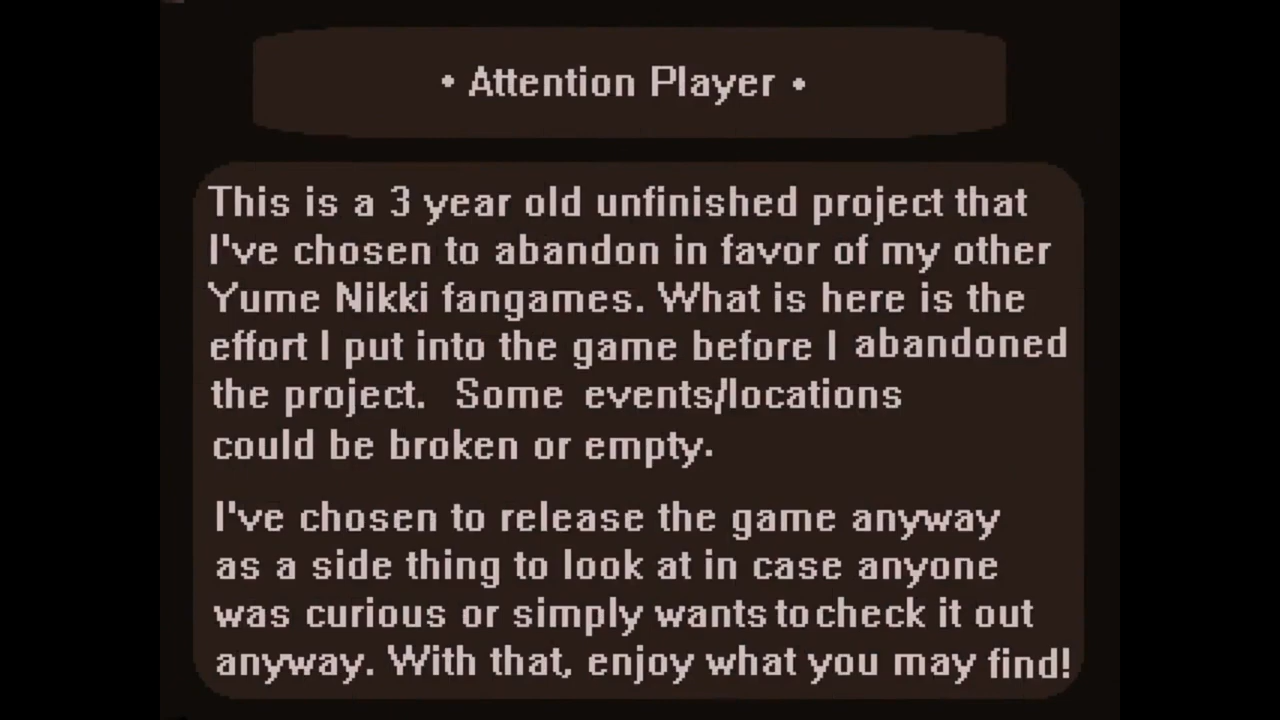 • Attention Player •
This is a 3 year old unfinished project that
I've chosen to abandon in favor of my other
Yume Nikki fangames. What is here is the
effort I put into the game before I abandoned
the project. Some events/locations
could be broken or empty.
I've chosen to release the game anyway
as a side thing to look at in case anyone
was curious or simply wants to check it out
anyway. With that, enjoy what you may find!